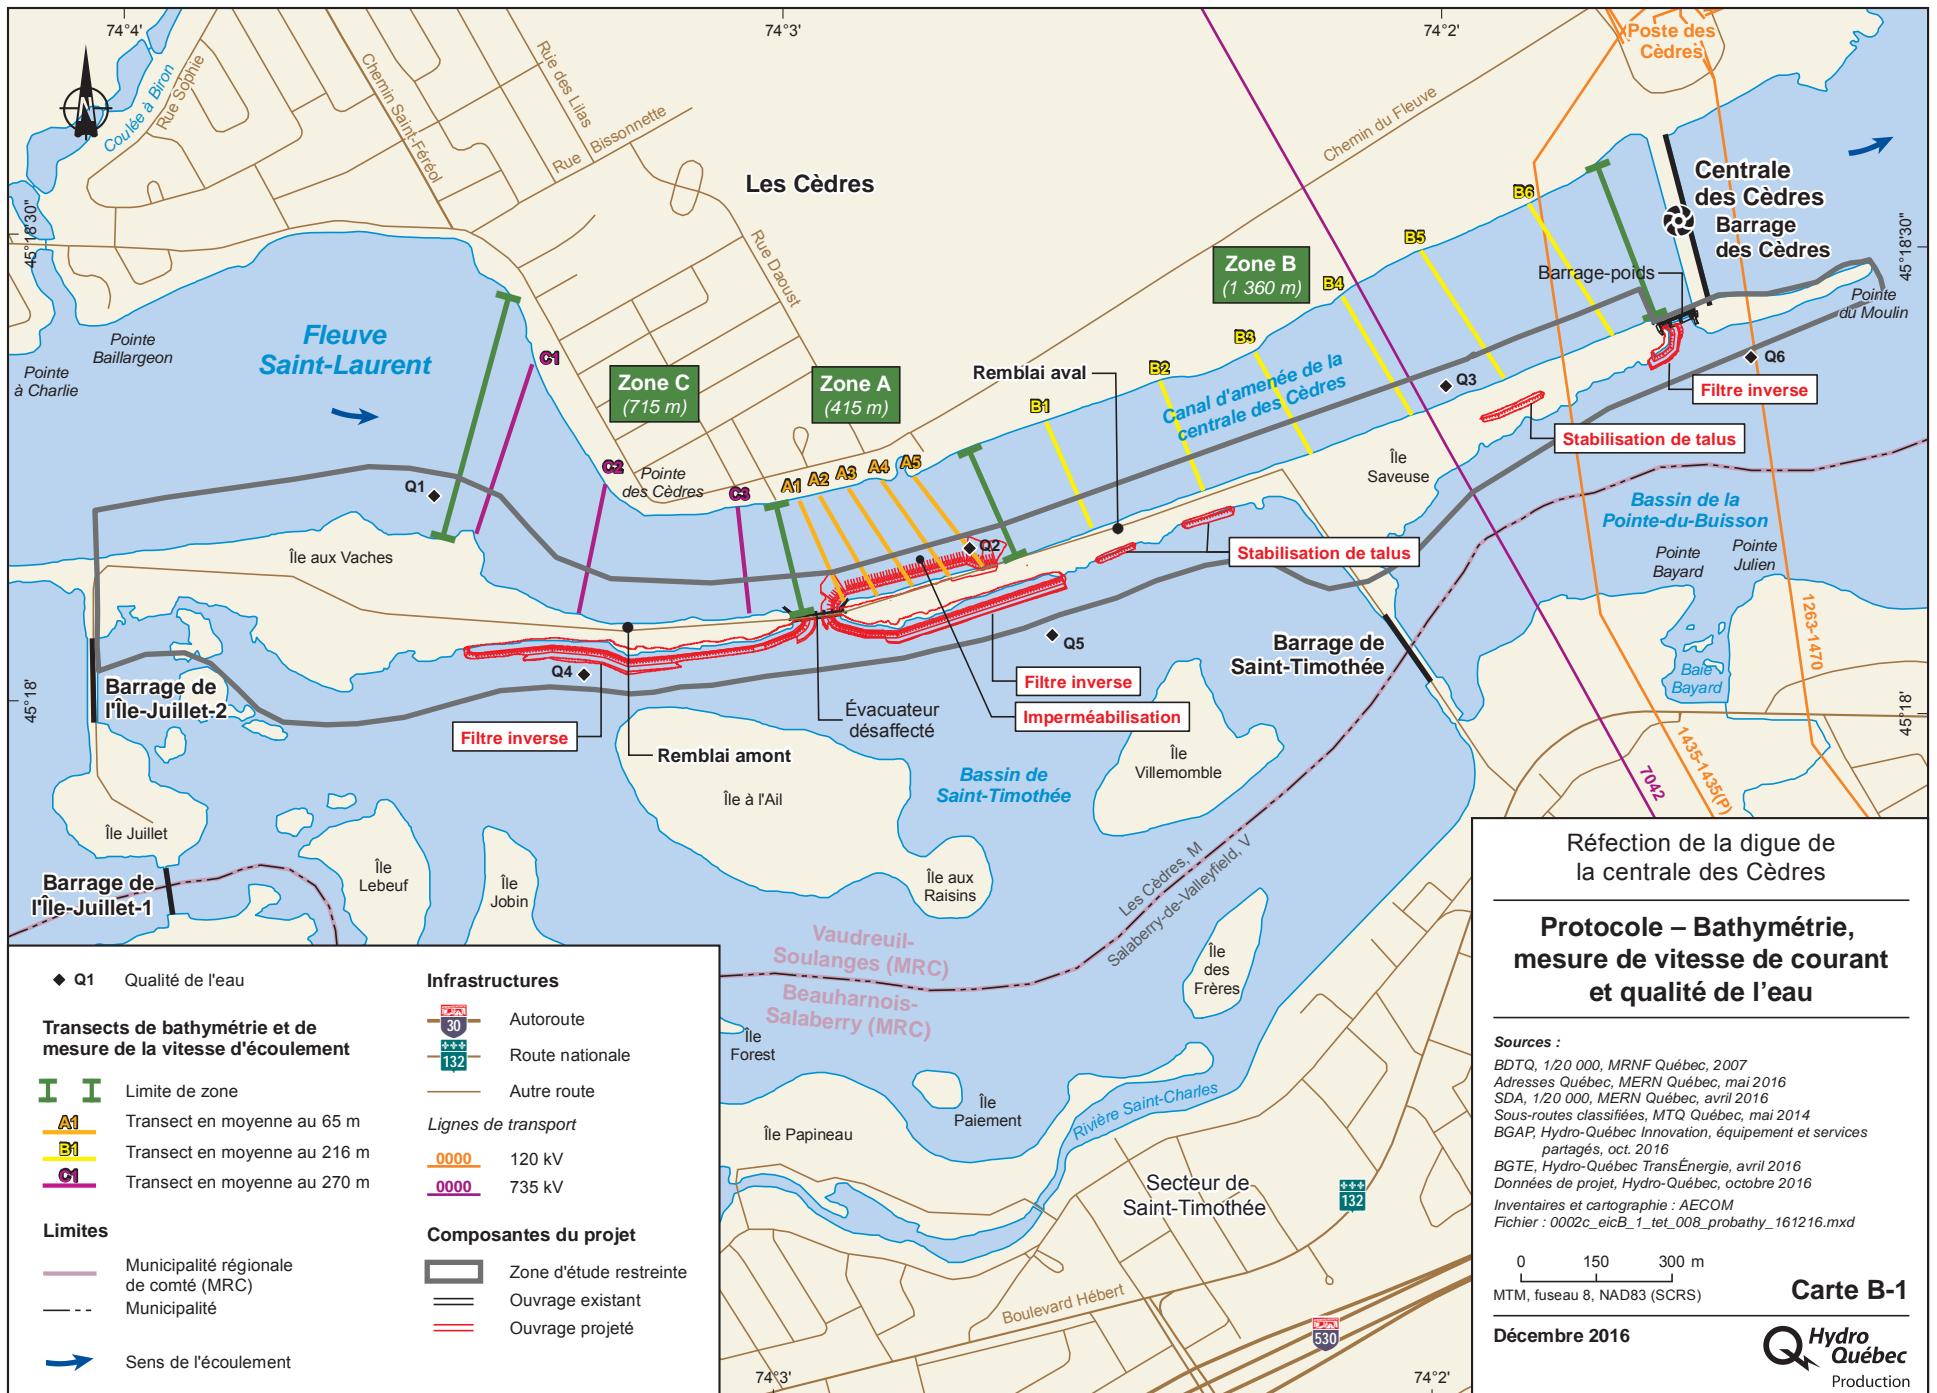 74°4'
74°3'
74°2'
45°18'30"
45°18'30"
45°18'
45°18'
74°3'
74°2'
Coulée à Biron
Rue Sophie
Chemin Saint-Féréol
Rue des Lilas
Rue Bissonnette
Rue Daoust
Les Cèdres
Chemin du Fleuve
Poste des
Cèdres
Centrale
des Cèdres
Barrage
des Cèdres
Barrage-poids
Pointe
du Moulin
Pointe
Baillargeon
Pointe
à Charlie
Fleuve
Saint-Laurent
Zone C
(715 m)
Zone A
(415 m)
Zone B
(1 360 m)
C1
C2
C3
A1
A2
A3
A4
A5
B1
B2
B3
B4
B5
B6
Pointe
des Cèdres
Remblai aval
Canal d'amenée de la
centrale des Cèdres
Q1
Q2
Q3
Q4
Q5
Q6
Filtre inverse
Stabilisation de talus
Île
Saveuse
Bassin de la
Pointe-du-Buisson
Pointe
Bayard
Pointe
Julien
Stabilisation de talus
Île aux Vaches
Barrage de
l'Île-Juillet-2
Filtre inverse
Remblai amont
Évacuateur
désaffecté
Filtre inverse
Imperméabilisation
Barrage de
Saint-Timothée
Baie
Bayard
1263-1470
1435-1435(P)
7042
Île
Villemomble
Bassin de
Saint-Timothée
Île à l'Ail
Île aux
Raisins
Île Juillet
Barrage de
l'Île-Juillet-1
Île
Lebeuf
Île
Jobin
Les Cèdres, M
Salaberry-de-Valleyfield, V
Vaudreuil-
Soulanges (MRC)
Beauharnois-
Salaberry (MRC)
Île
des
Frères
Île
Forest
Île
Paiement
Île Papineau
Rivière Saint-Charles
Secteur de
Saint-Timothée
132
Boulevard Hébert
530
Q1 Qualité de l'eau
Transects de bathymétrie et de
mesure de la vitesse d'écoulement
Limite de zone
A1 Transect en moyenne au 65 m
B1 Transect en moyenne au 216 m
C1 Transect en moyenne au 270 m
Limites
Municipalité régionale
de comté (MRC)
Municipalité
Sens de l'écoulement
Infrastructures
30 Autoroute
132 Route nationale
Autre route
Lignes de transport
0000 120 kV
0000 735 kV
Composantes du projet
Zone d'étude restreinte
Ouvrage existant
Ouvrage projeté
Réfection de la digue de
la centrale des Cèdres
Protocole – Bathymétrie,
mesure de vitesse de courant
et qualité de l'eau
Sources :
BDTQ, 1/20 000, MRNF Québec, 2007
Adresses Québec, MERN Québec, mai 2016
SDA, 1/20 000, MERN Québec, avril 2016
Sous-routes classifiées, MTQ Québec, mai 2014
BGAP, Hydro-Québec Innovation, équipement et services
partagés, oct. 2016
BGTE, Hydro-Québec TransÉnergie, avril 2016
Données de projet, Hydro-Québec, octobre 2016
Inventaires et cartographie : AECOM
Fichier : 0002c_eicB_1_tet_008_probathy_161216.mxd
0 150 300 m
MTM, fuseau 8, NAD83 (SCRS)
Carte B-1
Décembre 2016
Hydro
Québec
Production